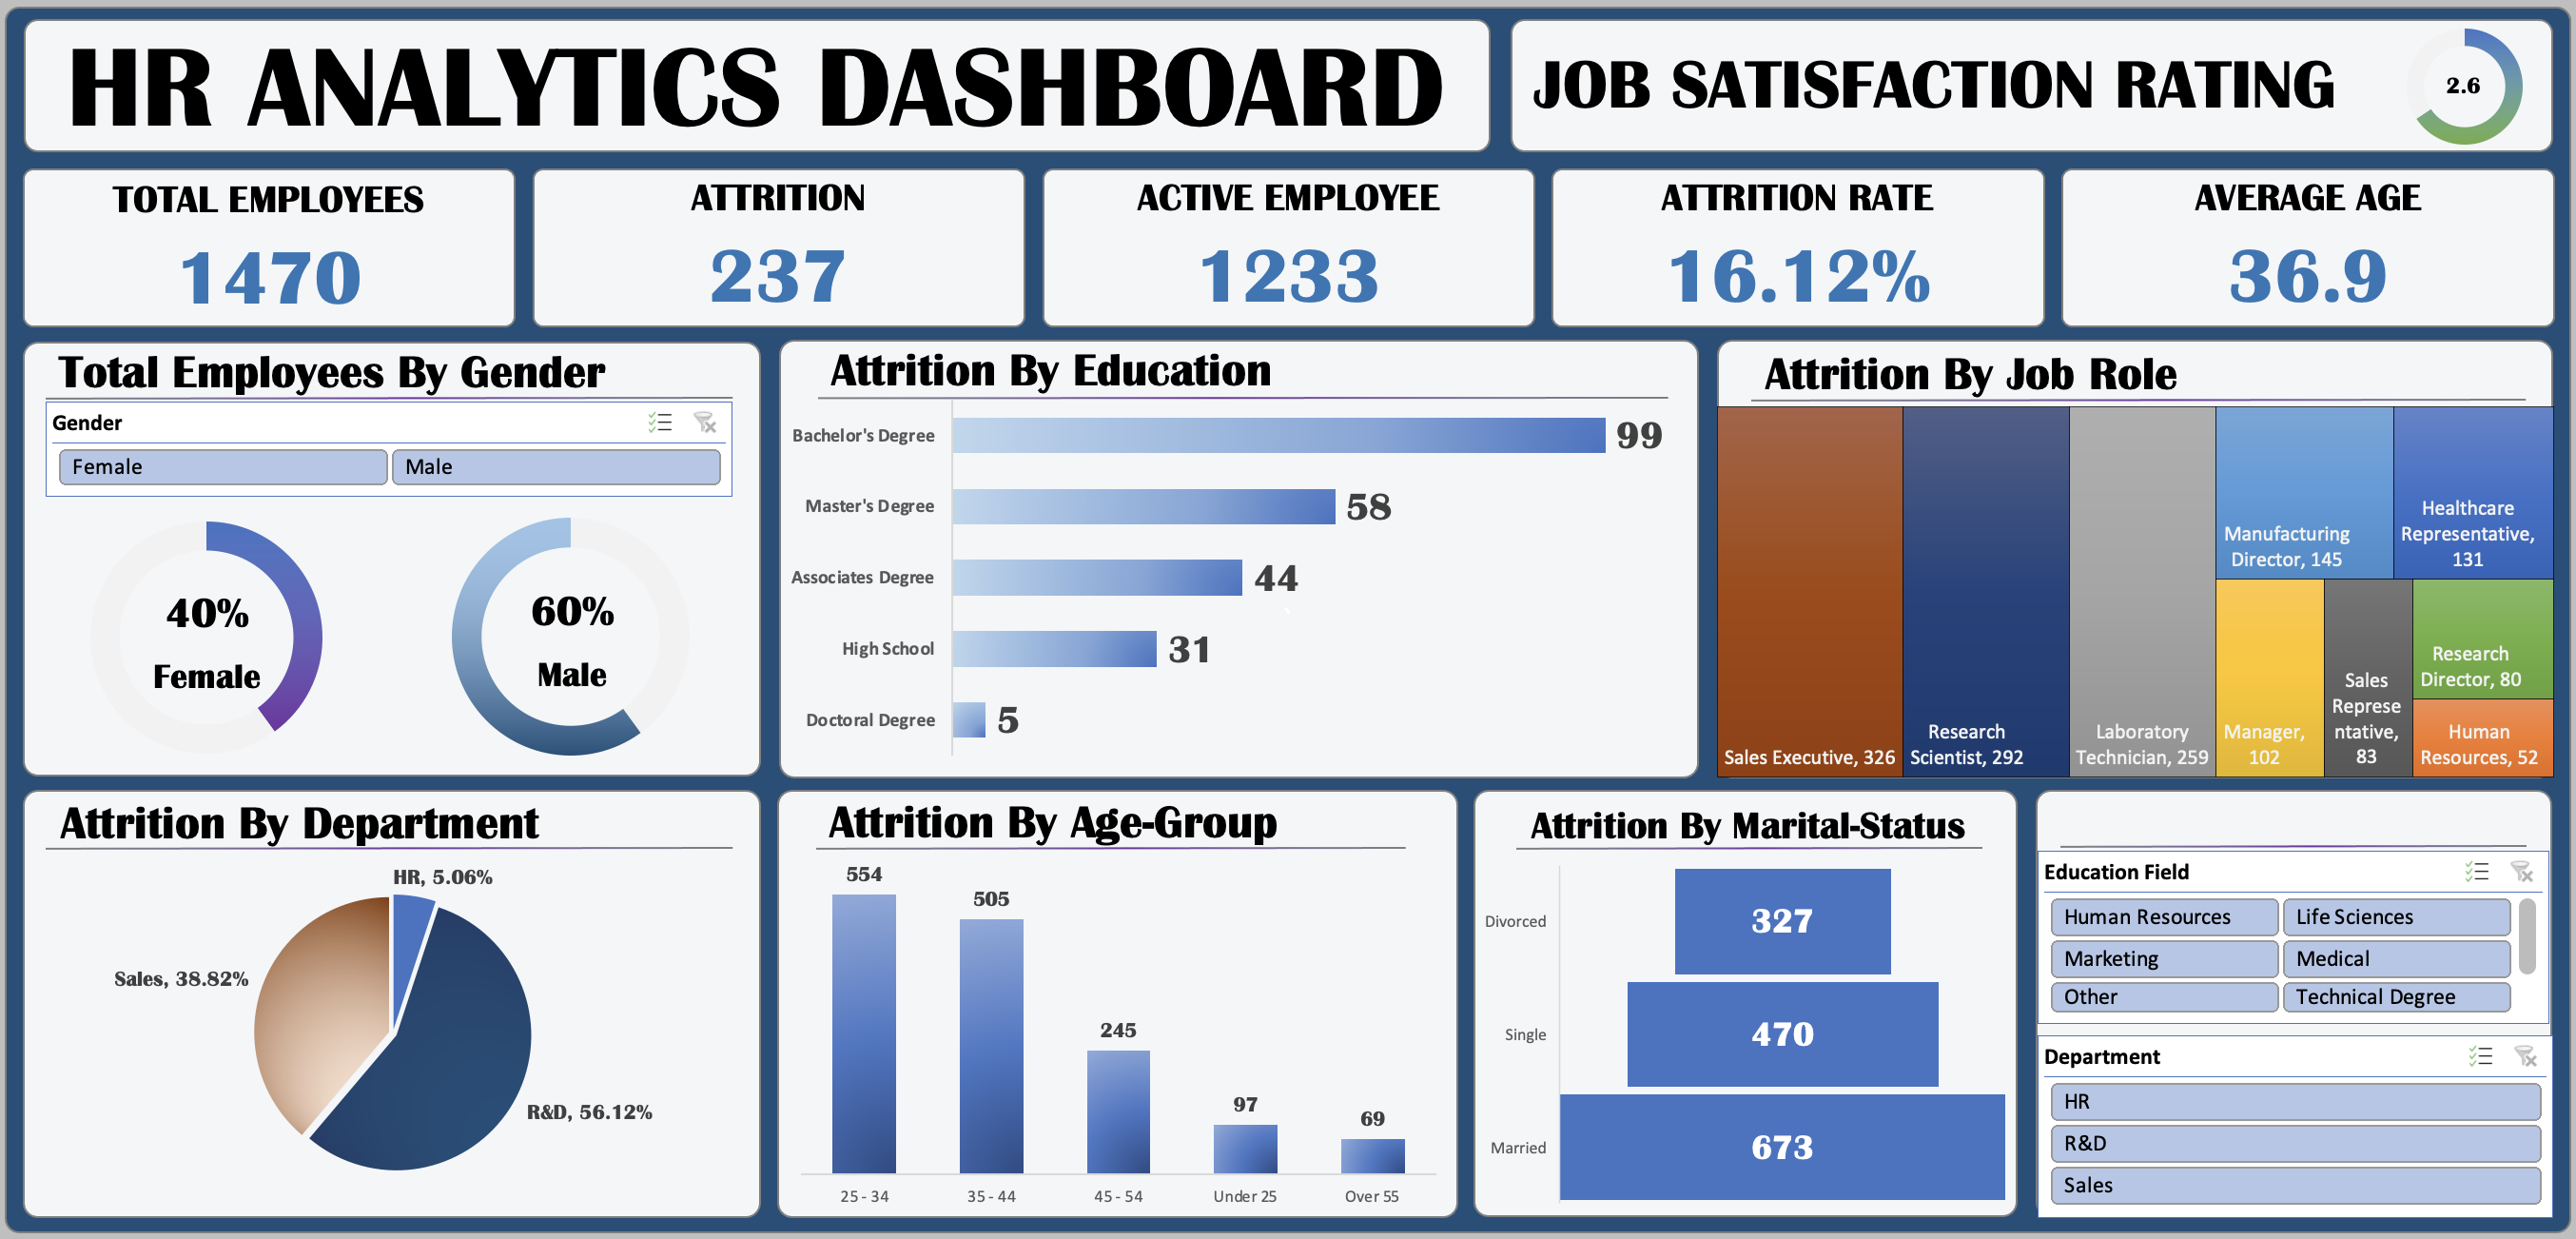 HR ANALYTICS DASHBOARD
JOB SATISFACTION RATING
2.6
TOTAL EMPLOYEES
1470
ATTRITION
237
ACTIVE EMPLOYEE
1233
ATTRITION RATE
16.12%
AVERAGE AGE
36.9
Total Employees By Gender
Gender
Female
Male
40%
Female
60%
Male
Attrition By Education
Bachelor's Degree
99
Master's Degree
58
Associates Degree
44
High School
31
Doctoral Degree
5
Attrition By Job Role
Sales Executive, 326
Research
Scientist, 292
Laboratory
Technician, 259
Manufacturing
Director, 145
Healthcare
Representative,
131
Manager,
102
Sales
Represe
ntative,
83
Research
Director, 80
Human
Resources, 52
Attrition By Department
HR, 5.06%
Sales, 38.82%
R&D, 56.12%
Attrition By Age-Group
554
505
245
97
69
25 - 34
35 - 44
45 - 54
Under 25
Over 55
Attrition By Marital-Status
Divorced
327
Single
470
Married
673
Education Field
Human Resources
Life Sciences
Marketing
Medical
Other
Technical Degree
Department
HR
R&D
Sales